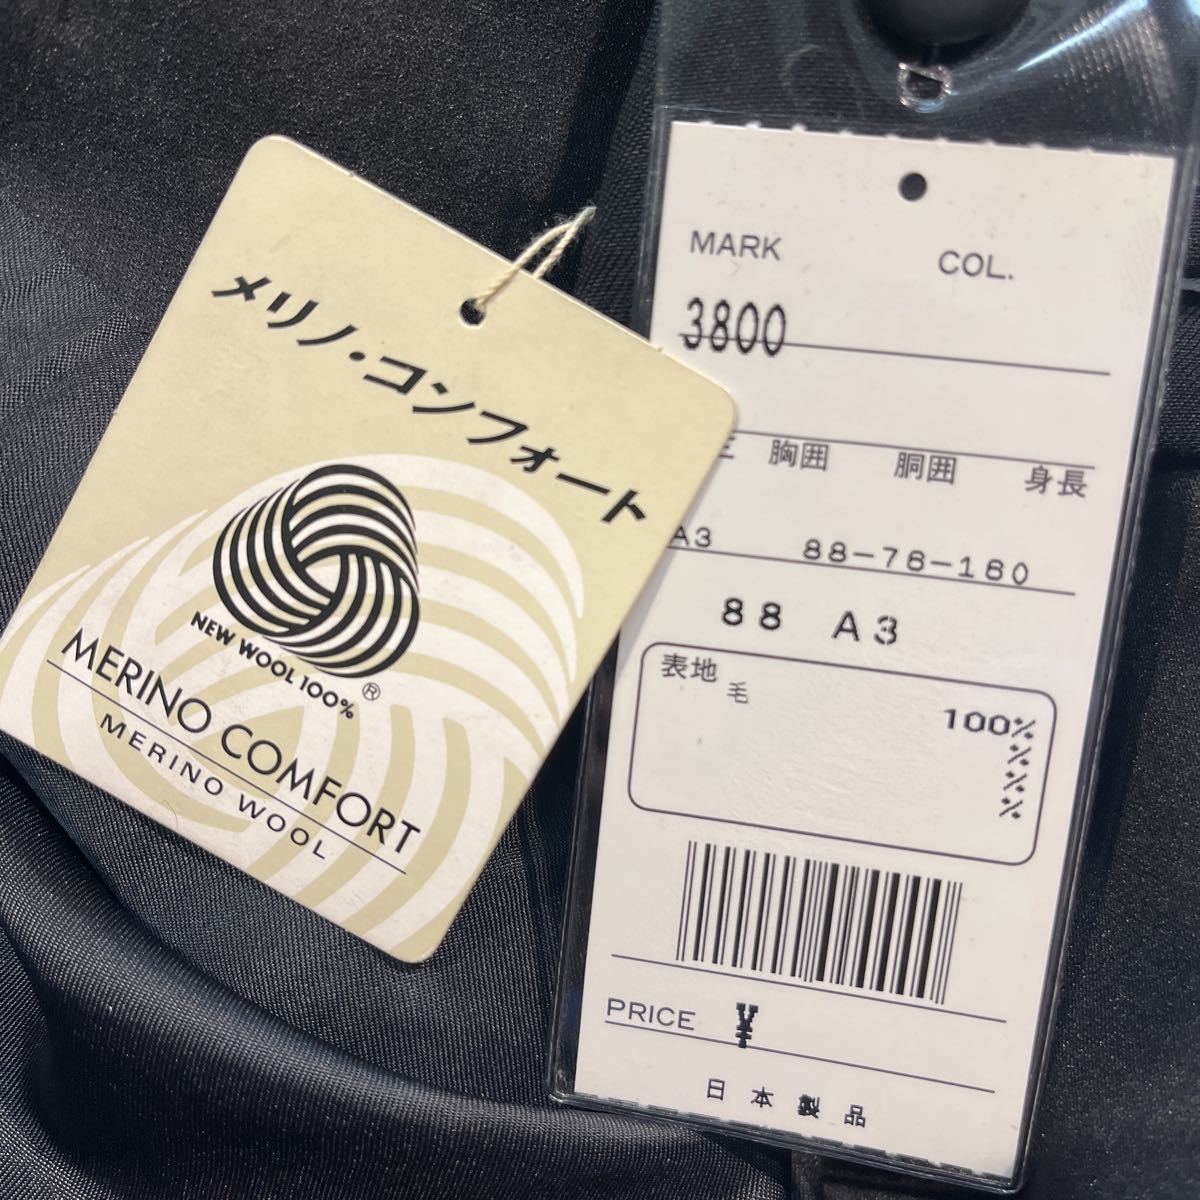 メリノ・コンフォート
NEW WOOL 100%
®
MERINO COMFORT
MERINO WOOL
MARK COL.
3800
胸囲 胴囲 身長
A3 88-76-160
88 A3
表地 毛 100%
%
%
%
PRICE ¥
日本製品